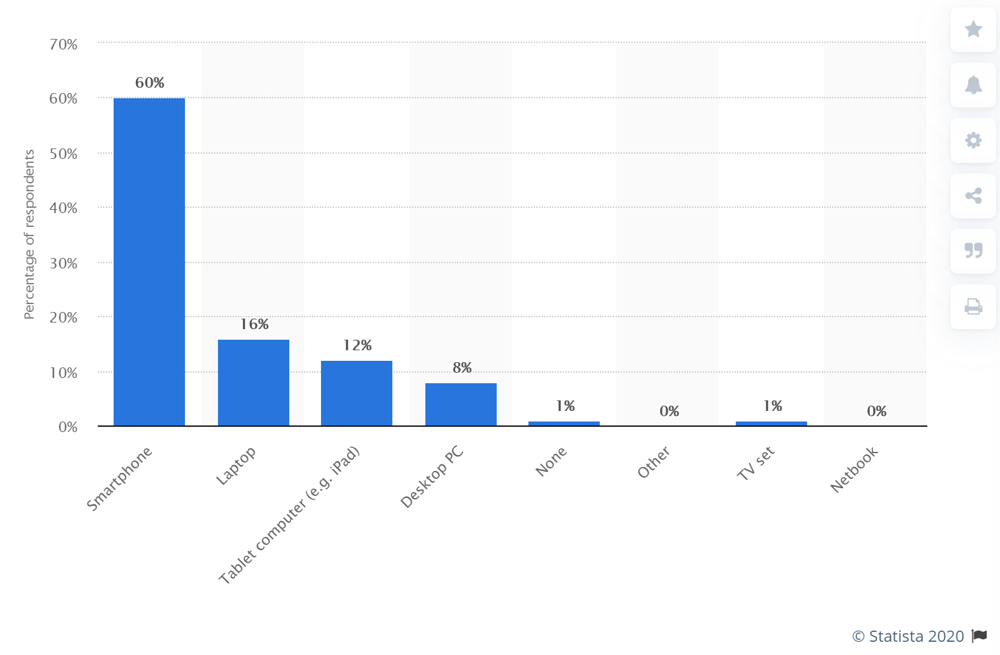 70%
60%
50%
40%
30%
20%
10%
0%
Percentage of respondents
60%
16%
12%
8%
1%
0%
1%
0%
Smartphone
Laptop
Tablet computer (e.g. iPad)
Desktop PC
None
Other
TV set
Netbook
© Statista 2020